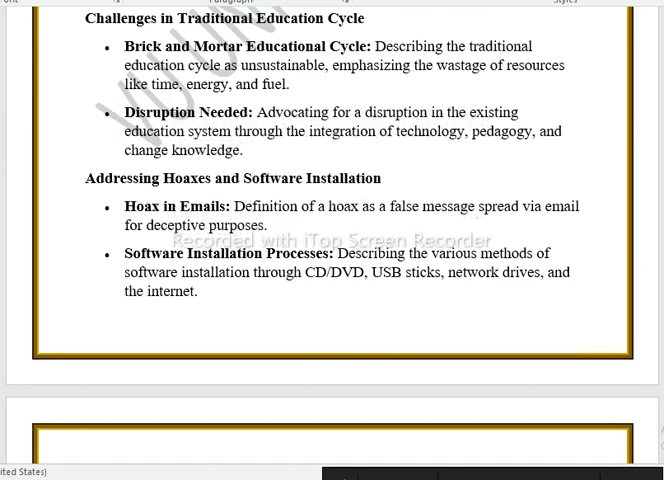 Challenges in Traditional Education Cycle
• Brick and Mortar Educational Cycle: Describing the traditional
education cycle as unsustainable, emphasizing the wastage of resources
like time, energy, and fuel.
• Disruption Needed: Advocating for a disruption in the existing
education system through the integration of technology, pedagogy, and
change knowledge.
Addressing Hoaxes and Software Installation
• Hoax in Emails: Definition of a hoax as a false message spread via email
for deceptive purposes.
Recorded with iTop Screen Recorder
• Software Installation Processes: Describing the various methods of
software installation through CD/DVD, USB sticks, network drives, and
the internet.
ited States)